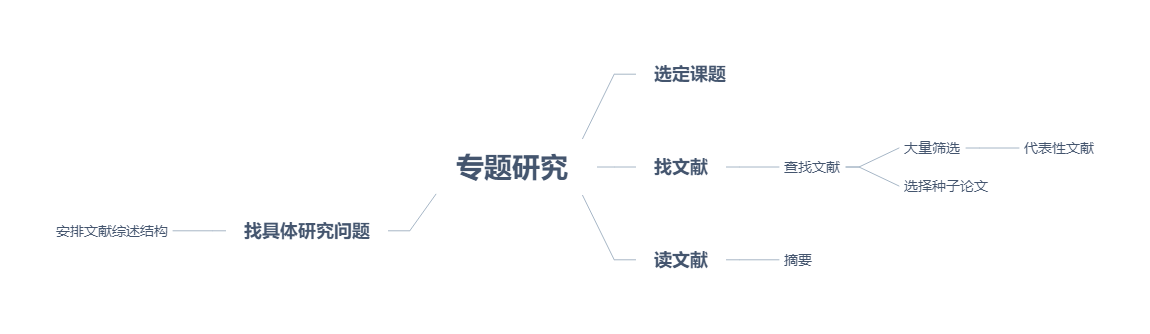 选定课题
大量筛选
代表性文献
专题研究
找文献
查找文献
选择种子论文
安排文献综述结构
找具体研究问题
读文献
摘要